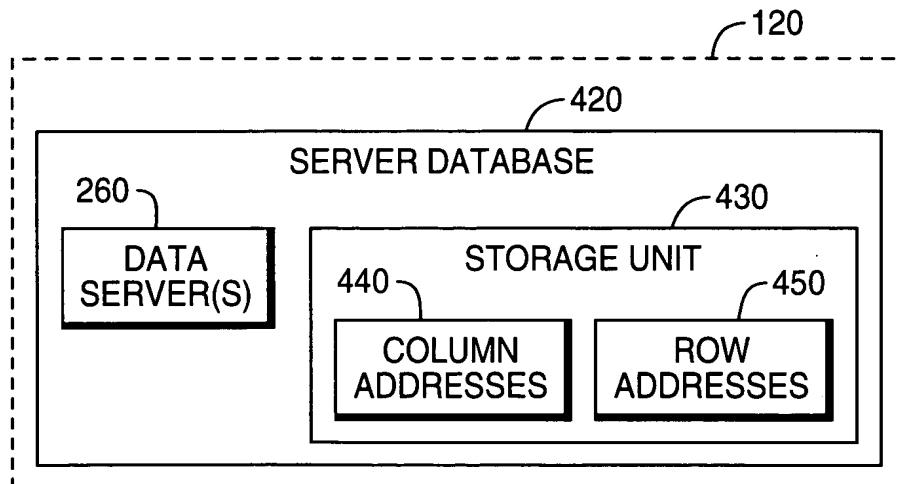 120
420
SERVER DATABASE
260
DATA
SERVER(S)
430
STORAGE UNIT
440
COLUMN
ADDRESSES
450
ROW
ADDRESSES